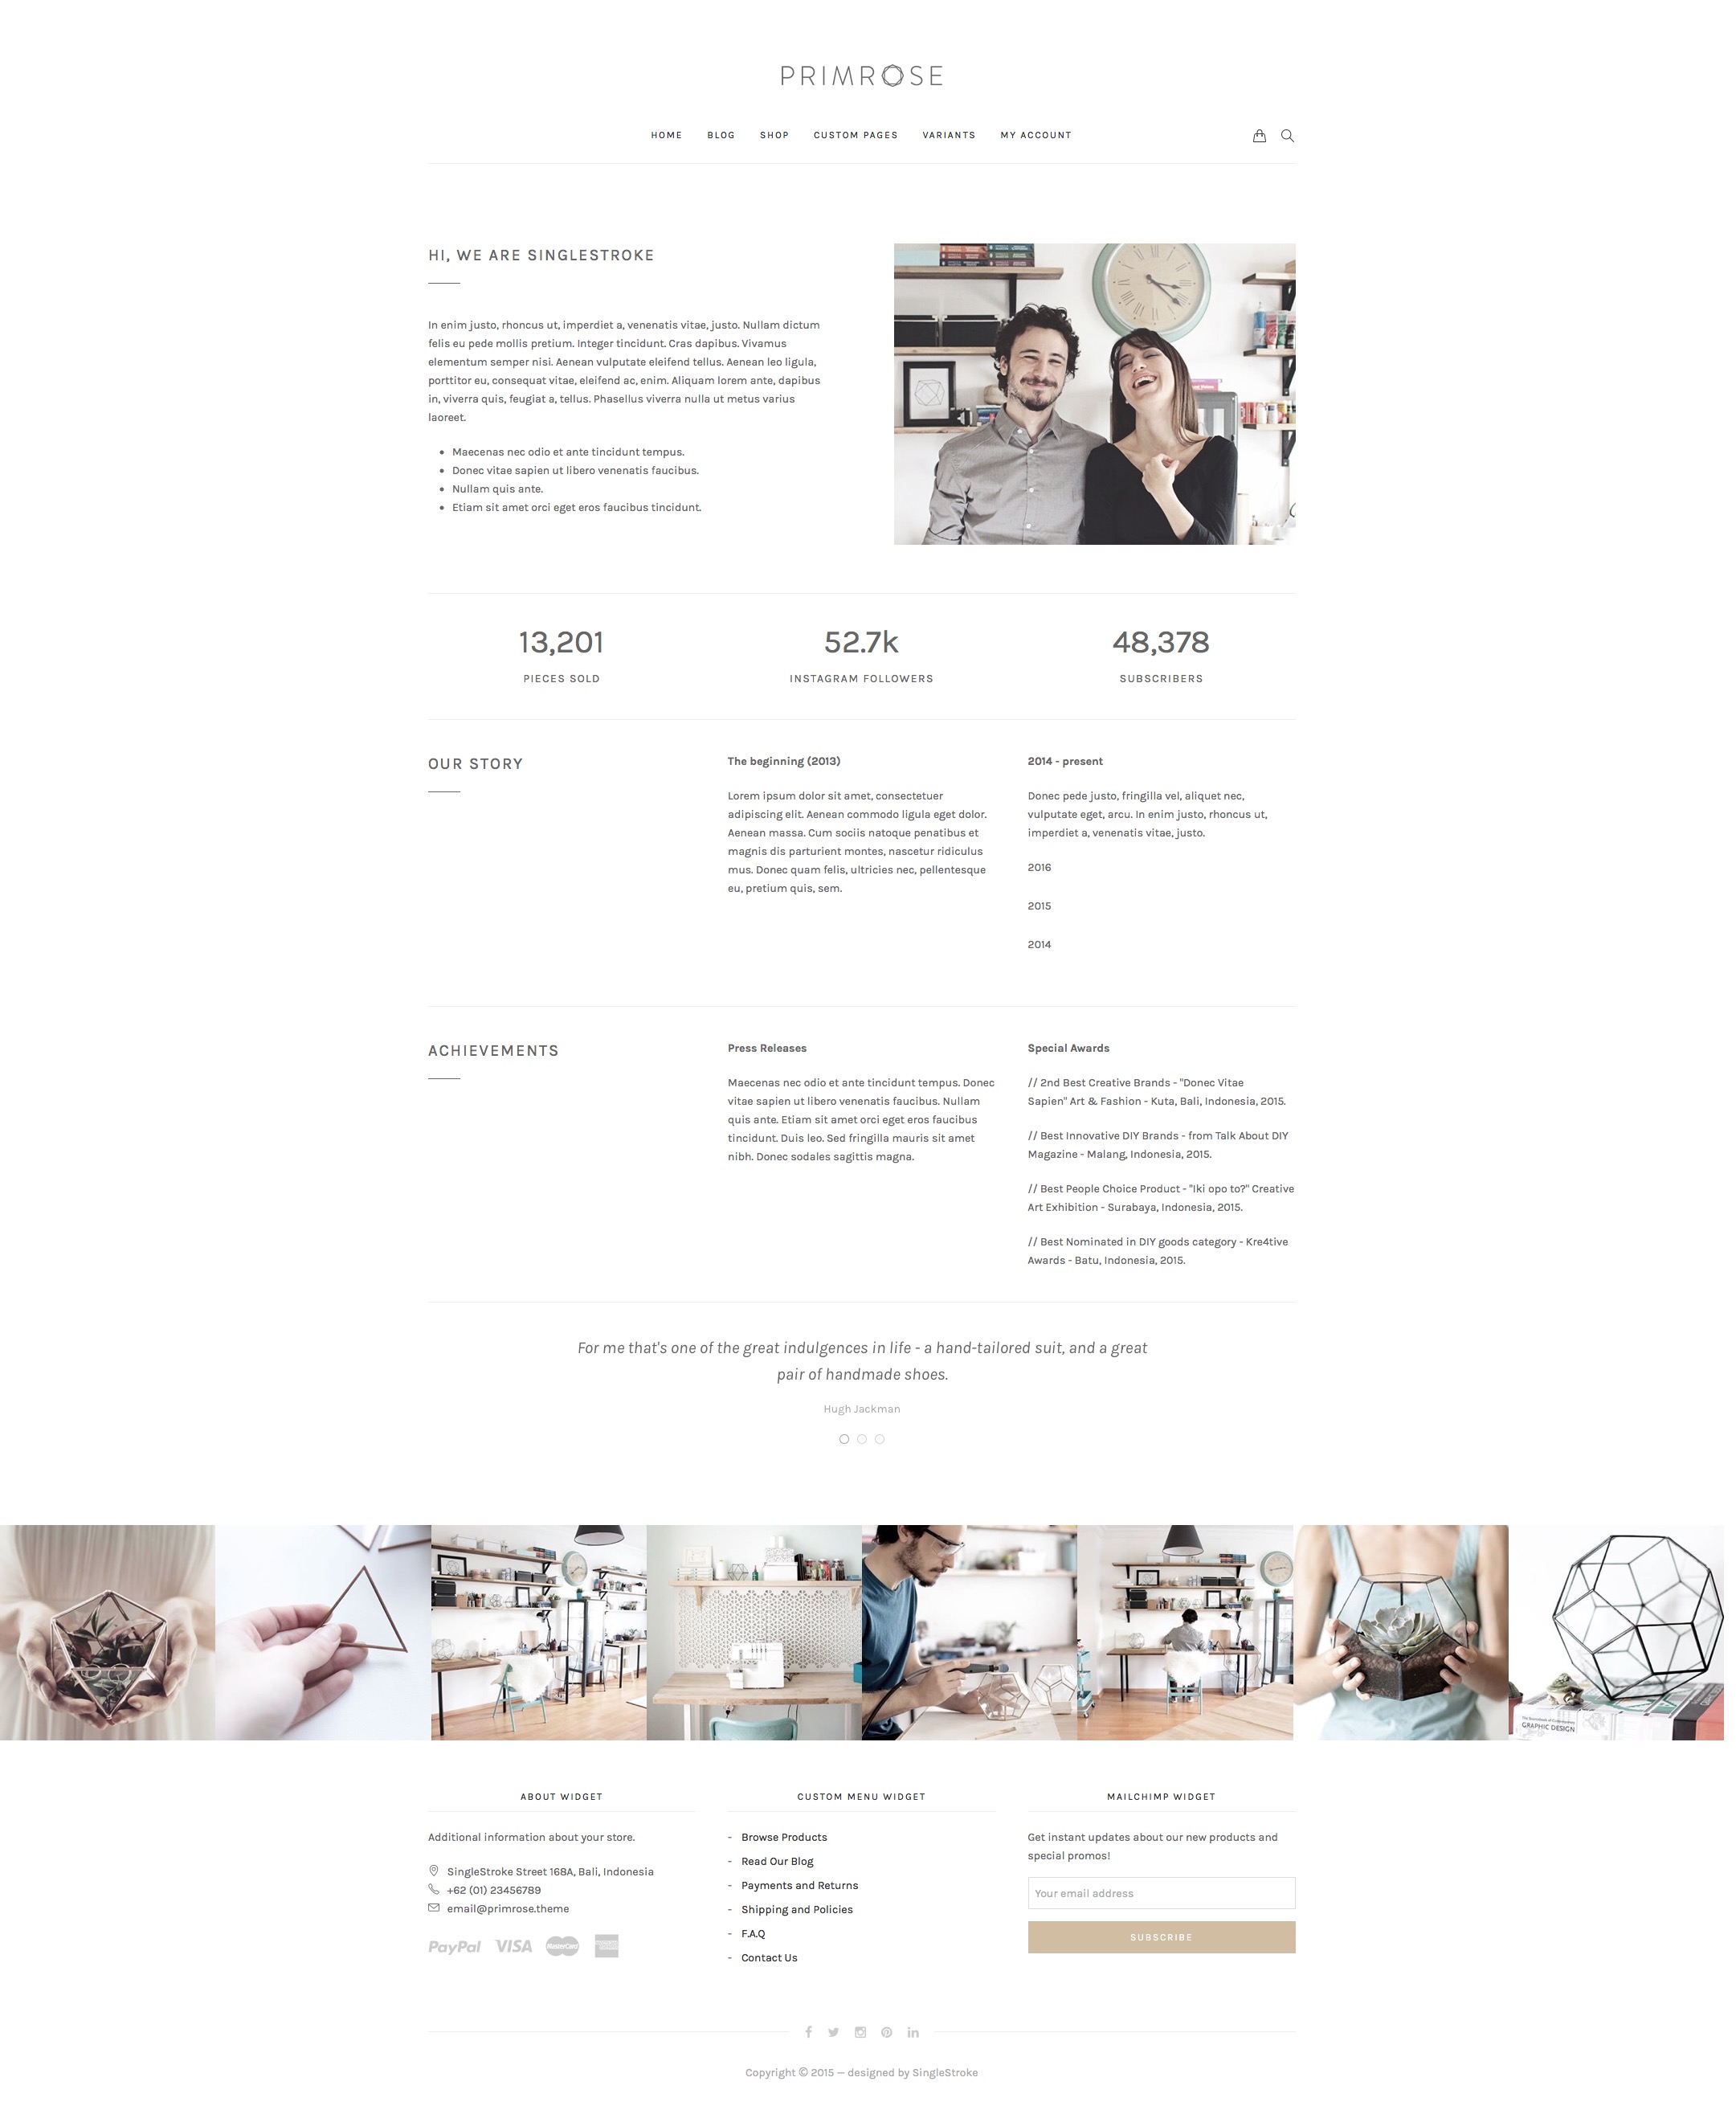 PRIMROSE
HOME BLOG SHOP CUSTOM PAGES VARIANTS MY ACCOUNT
HI, WE ARE SINGLESTROKE
In enim justo, rhoncus ut, imperdiet a, venenatis vitae, justo. Nullam dictum
felis eu pede mollis pretium. Integer tincidunt. Cras dapibus. Vivamus
elementum semper nisi. Aenean vulputate eleifend tellus. Aenean leo ligula,
porttitor eu, consequat vitae, eleifend ac, enim. Aliquam lorem ante, dapibus
in, viverra quis, feugiat a, tellus. Phasellus viverra nulla ut metus varius
laoreet.
• Maecenas nec odio et ante tincidunt tempus.
• Donec vitae sapien ut libero venenatis faucibus.
• Nullam quis ante.
• Etiam sit amet orci eget eros faucibus tincidunt.
13,201
PIECES SOLD
52.7k
INSTAGRAM FOLLOWERS
48,378
SUBSCRIBERS
OUR STORY
The beginning (2013)
Lorem ipsum dolor sit amet, consectetuer
adipiscing elit. Aenean commodo ligula eget dolor.
Aenean massa. Cum sociis natoque penatibus et
magnis dis parturient montes, nascetur ridiculus
mus. Donec quam felis, ultricies nec, pellentesque
eu, pretium quis, sem.
2014 - present
Donec pede justo, fringilla vel, aliquet nec,
vulputate eget, arcu. In enim justo, rhoncus ut,
imperdiet a, venenatis vitae, justo.
2016
2015
2014
ACHIEVEMENTS
Press Releases
Maecenas nec odio et ante tincidunt tempus. Donec
vitae sapien ut libero venenatis faucibus. Nullam
quis ante. Etiam sit amet orci eget eros faucibus
tincidunt. Duis leo. Sed fringilla mauris sit amet
nibh. Donec sodales sagittis magna.
Special Awards
// 2nd Best Creative Brands - "Donec Vitae
Sapien" Art & Fashion - Kuta, Bali, Indonesia, 2015.
// Best Innovative DIY Brands - from Talk About DIY
Magazine - Malang, Indonesia, 2015.
// Best People Choice Product - "Iki opo to?" Creative
Art Exhibition - Surabaya, Indonesia, 2015.
// Best Nominated in DIY goods category - Kre4tive
Awards - Batu, Indonesia, 2015.
For me that's one of the great indulgences in life - a hand-tailored suit, and a great
pair of handmade shoes.
Hugh Jackman
GRAPHIC DESIGN
ABOUT WIDGET
Additional information about your store.
SingleStroke Street 168A, Bali, Indonesia
+62 (01) 23456789
email@primrose.theme
PayPal VISA MasterCard
CUSTOM MENU WIDGET
- Browse Products
- Read Our Blog
- Payments and Returns
- Shipping and Policies
- F.A.Q
- Contact Us
MAILCHIMP WIDGET
Get instant updates about our new products and
special promos!
Your email address
SUBSCRIBE
Copyright © 2015 — designed by SingleStroke